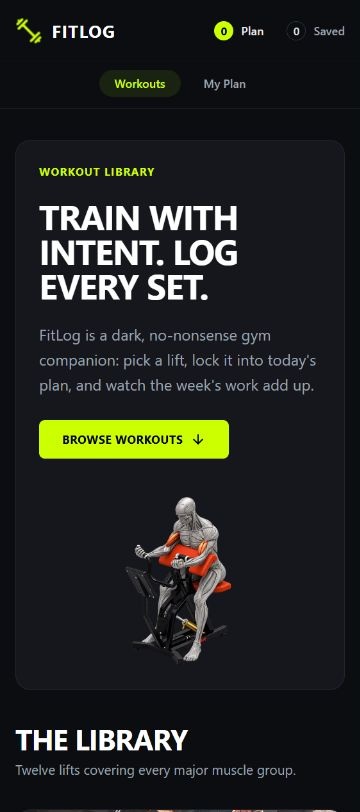 FITLOG
0 Plan
0 Saved
Workouts
My Plan
WORKOUT LIBRARY
TRAIN WITH
INTENT. LOG
EVERY SET.
FitLog is a dark, no-nonsense gym
companion: pick a lift, lock it into today's
plan, and watch the week's work add up.
BROWSE WORKOUTS ↓
THE LIBRARY
Twelve lifts covering every major muscle group.